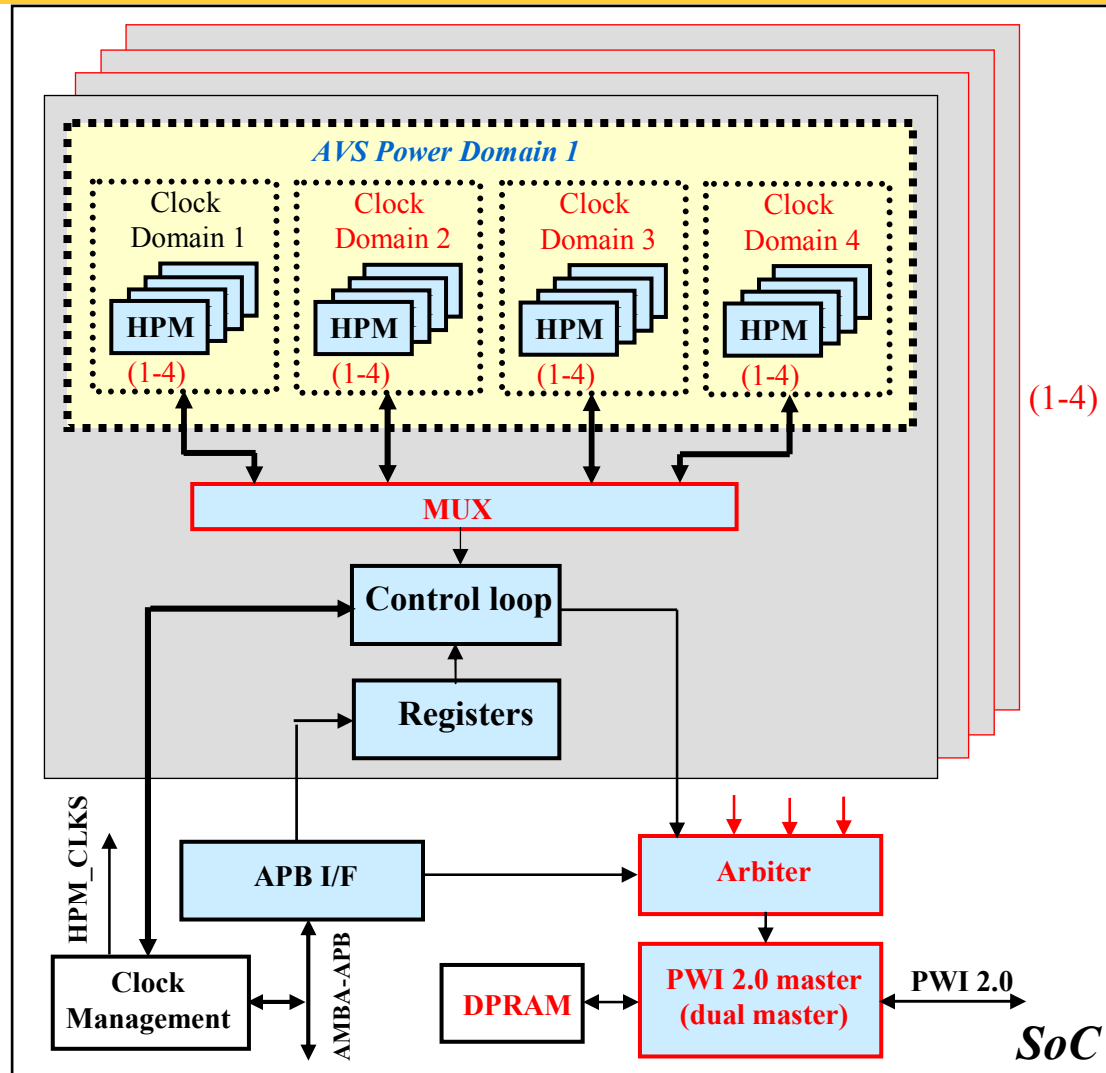 AVS Power Domain 1
Clock
Domain 1
Clock
Domain 2
Clock
Domain 3
Clock
Domain 4
HPM
HPM
HPM
HPM
(1-4)
(1-4)
(1-4)
(1-4)
(1-4)
MUX
Control loop
Registers
HPM_CLKS
APB I/F
Arbiter
Clock
Management
AMBA-APB
DPRAM
PWI 2.0 master
(dual master)
PWI 2.0
SoC